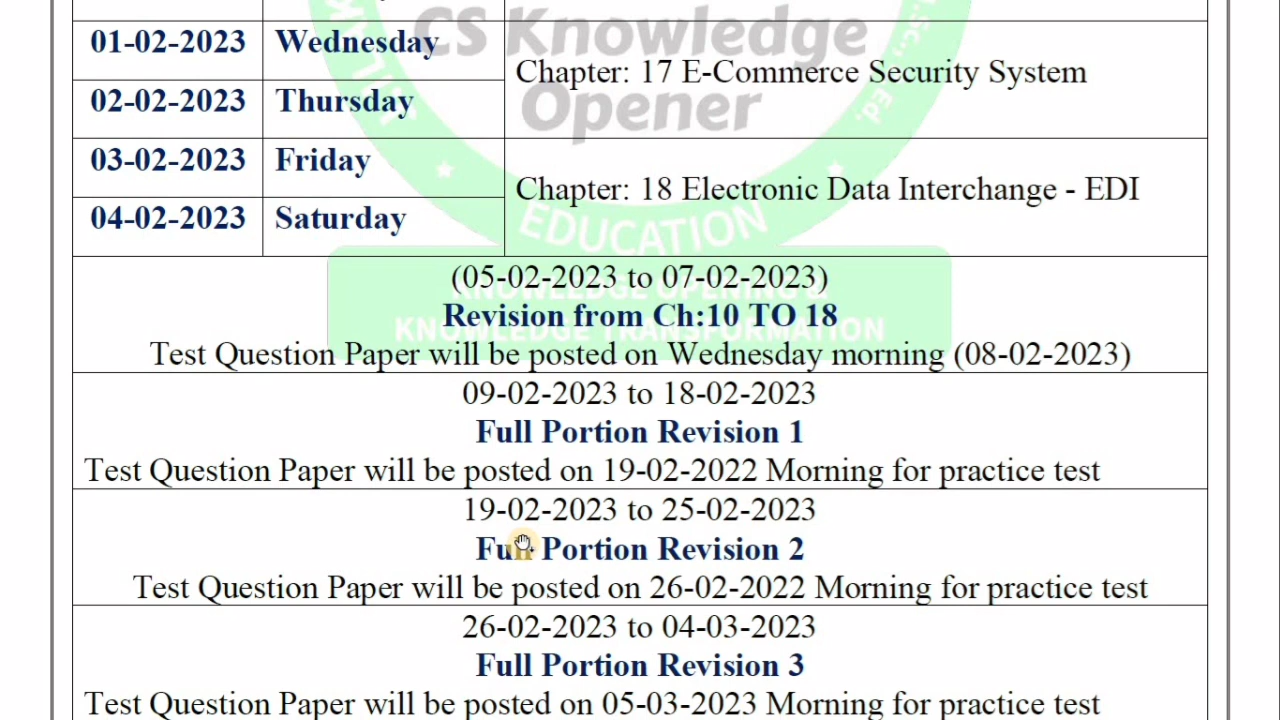 CS Knowledge
Opener
01-02-2023 Wednesday
Chapter: 17 E-Commerce Security System
02-02-2023 Thursday
03-02-2023 Friday
Chapter: 18 Electronic Data Interchange - EDI
04-02-2023 Saturday
EDUCATION
(05-02-2023 to 07-02-2023)
KNOWLEDGE OPENING &
Revision from Ch:10 TO 18
KNOWLEDGE TRANSFORMATION
Test Question Paper will be posted on Wednesday morning (08-02-2023)
09-02-2023 to 18-02-2023
Full Portion Revision 1
Test Question Paper will be posted on 19-02-2022 Morning for practice test
19-02-2023 to 25-02-2023
Full Portion Revision 2
Test Question Paper will be posted on 26-02-2022 Morning for practice test
26-02-2023 to 04-03-2023
Full Portion Revision 3
Test Question Paper will be posted on 05-03-2023 Morning for practice test